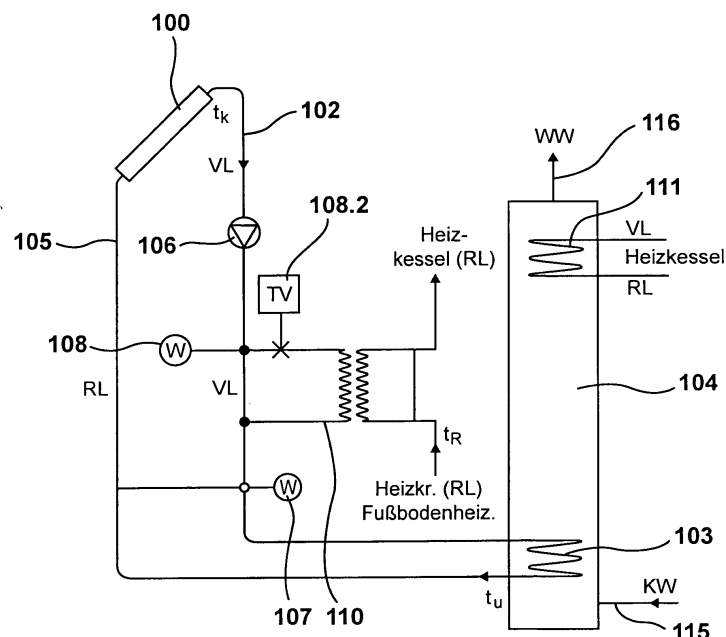 100
t_k
102
VL
WW
116
111
VL
Heizkessel
RL
105
106
108.2
TV
Heiz-
kessel (RL)
108
W
VL
RL
104
t_R
Heizkr. (RL)
Fußbodenheiz.
W
103
t_u
KW
107
110
115